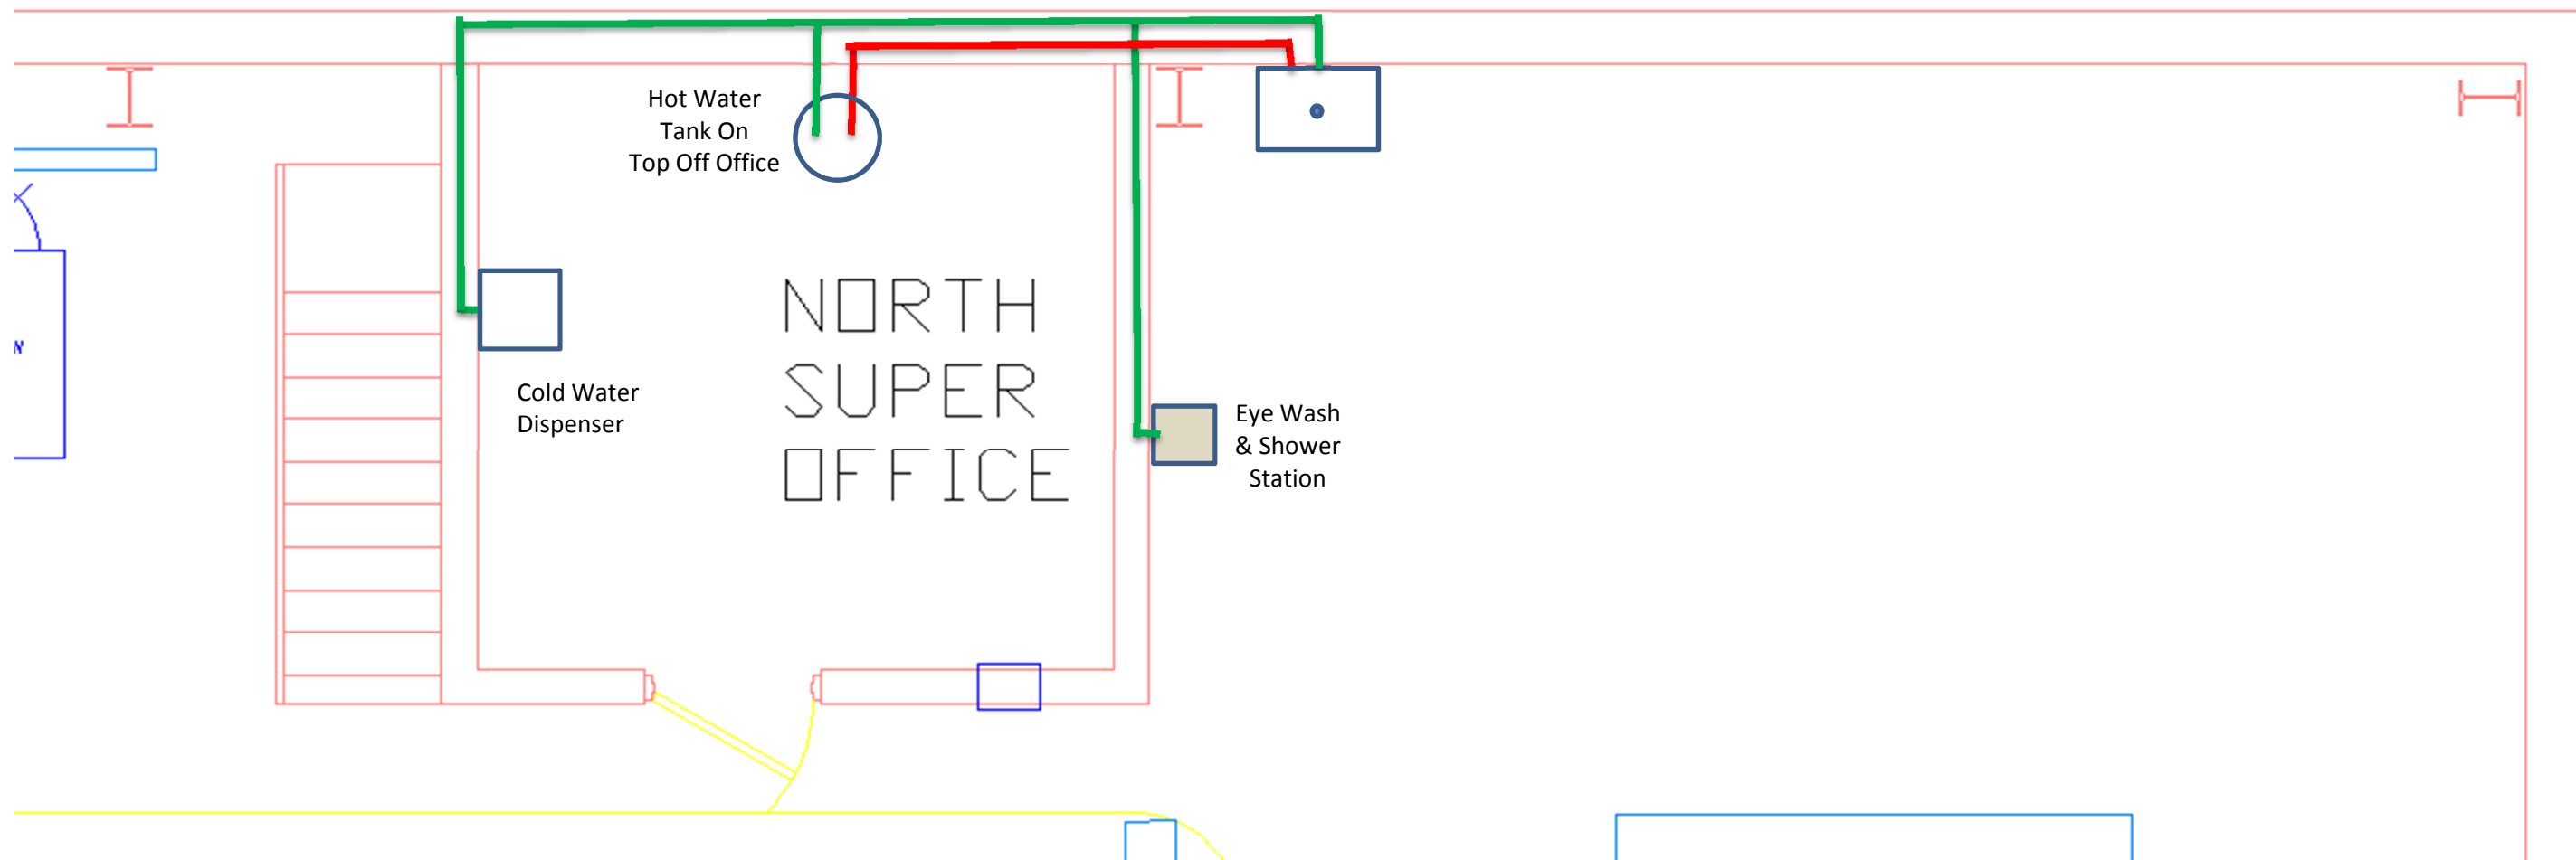 Hot Water
Tank On
Top Off Office
NORTH
SUPER
OFFICE
Cold Water
Dispenser
Eye Wash
& Shower
Station